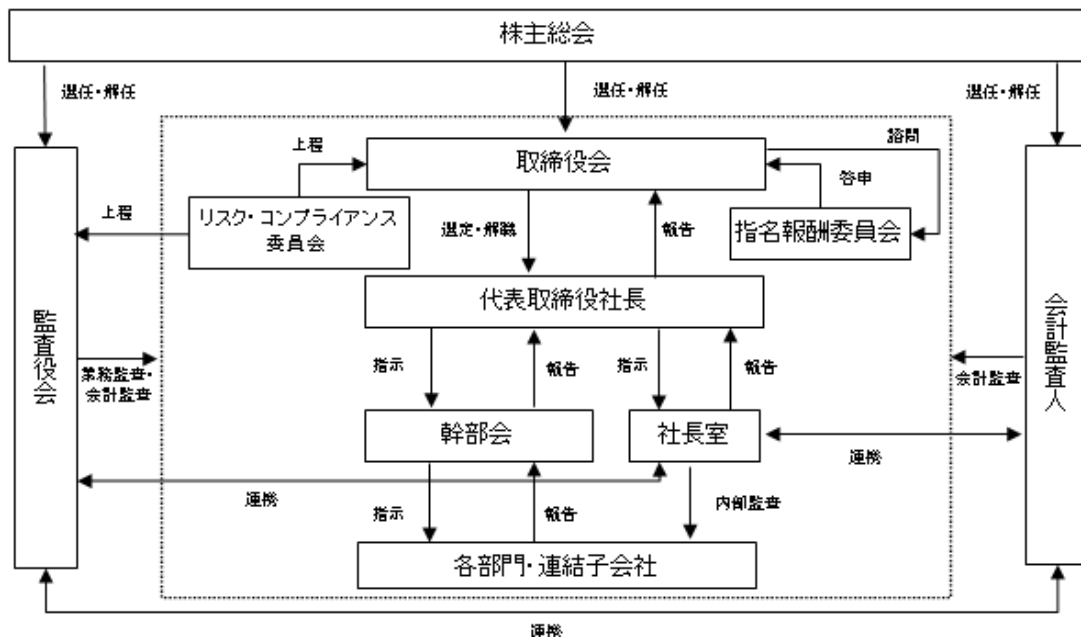 株主総会
選任・解任
選任・解任
選任・解任
諮問
上程
取締役会
答申
上程
リスク・コンプライアンス
委員会
選定・解職
報告
指名報酬委員会
代表取締役社長
監査役会
会計監査人
指示
報告
指示
報告
業務監査・
会計監査
会計監査
幹部会
社長室
連携
連携
指示
報告
内部監査
各部門・連結子会社
連携